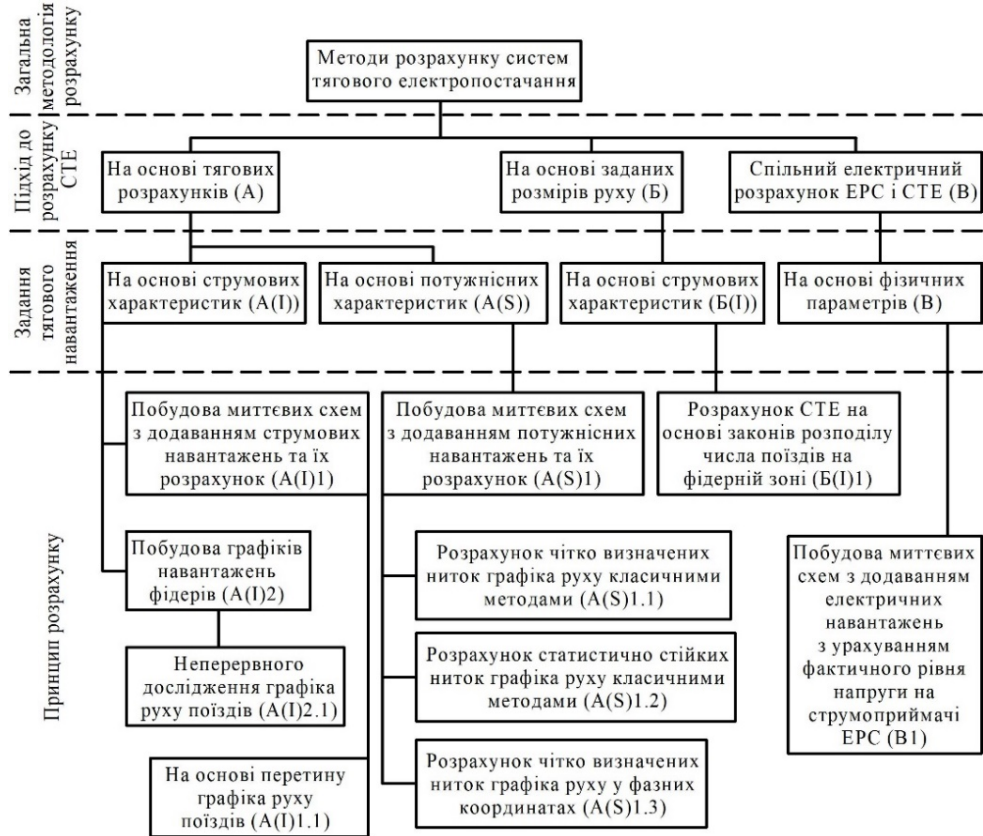 Загальна
методологія
розрахунку
Методи розрахунку систем
тягового електропостачання
Підхід до
розрахунку
СТЕ
На основі тягових
розрахунків (А)
На основі заданих
розмірів руху (Б)
Спільний електричний
розрахунок ЕРС і СТЕ (В)
Задання
тягового
навантаження
На основі струмових
характеристик (А(І))
На основі потужнісних
характеристик (А(S))
На основі струмових
характеристик (Б(І))
На основі фізичних
параметрів (В)
Принцип розрахунку
Побудова миттєвих схем
з додаванням струмових
навантажень та їх
розрахунок (А(І)1)
Побудова миттєвих схем
з додаванням потужнісних
навантажень та їх
розрахунок (А(S)1)
Розрахунок СТЕ на
основі законів розподілу
числа поїздів на
фідерній зоні (Б(І)1)
Побудова графіків
навантажень
фідерів (А(І)2)
Розрахунок чітко визначених
ниток графіка руху класичними
методами (А(S)1.1)
Побудова миттєвих
схем з додаванням
електричних
навантажень
з урахуванням
фактичного рівня
напруги на
струмоприймачі
ЕРС (В1)
Неперервного
дослідження графіка
руху поїздів (А(І)2.1)
Розрахунок статистично стійких
ниток графіка руху класичними
методами (А(S)1.2)
На основі перетину
графіка руху
поїздів (А(І)1.1)
Розрахунок чітко визначених
ниток графіка руху у фазних
координатах (А(S)1.3)